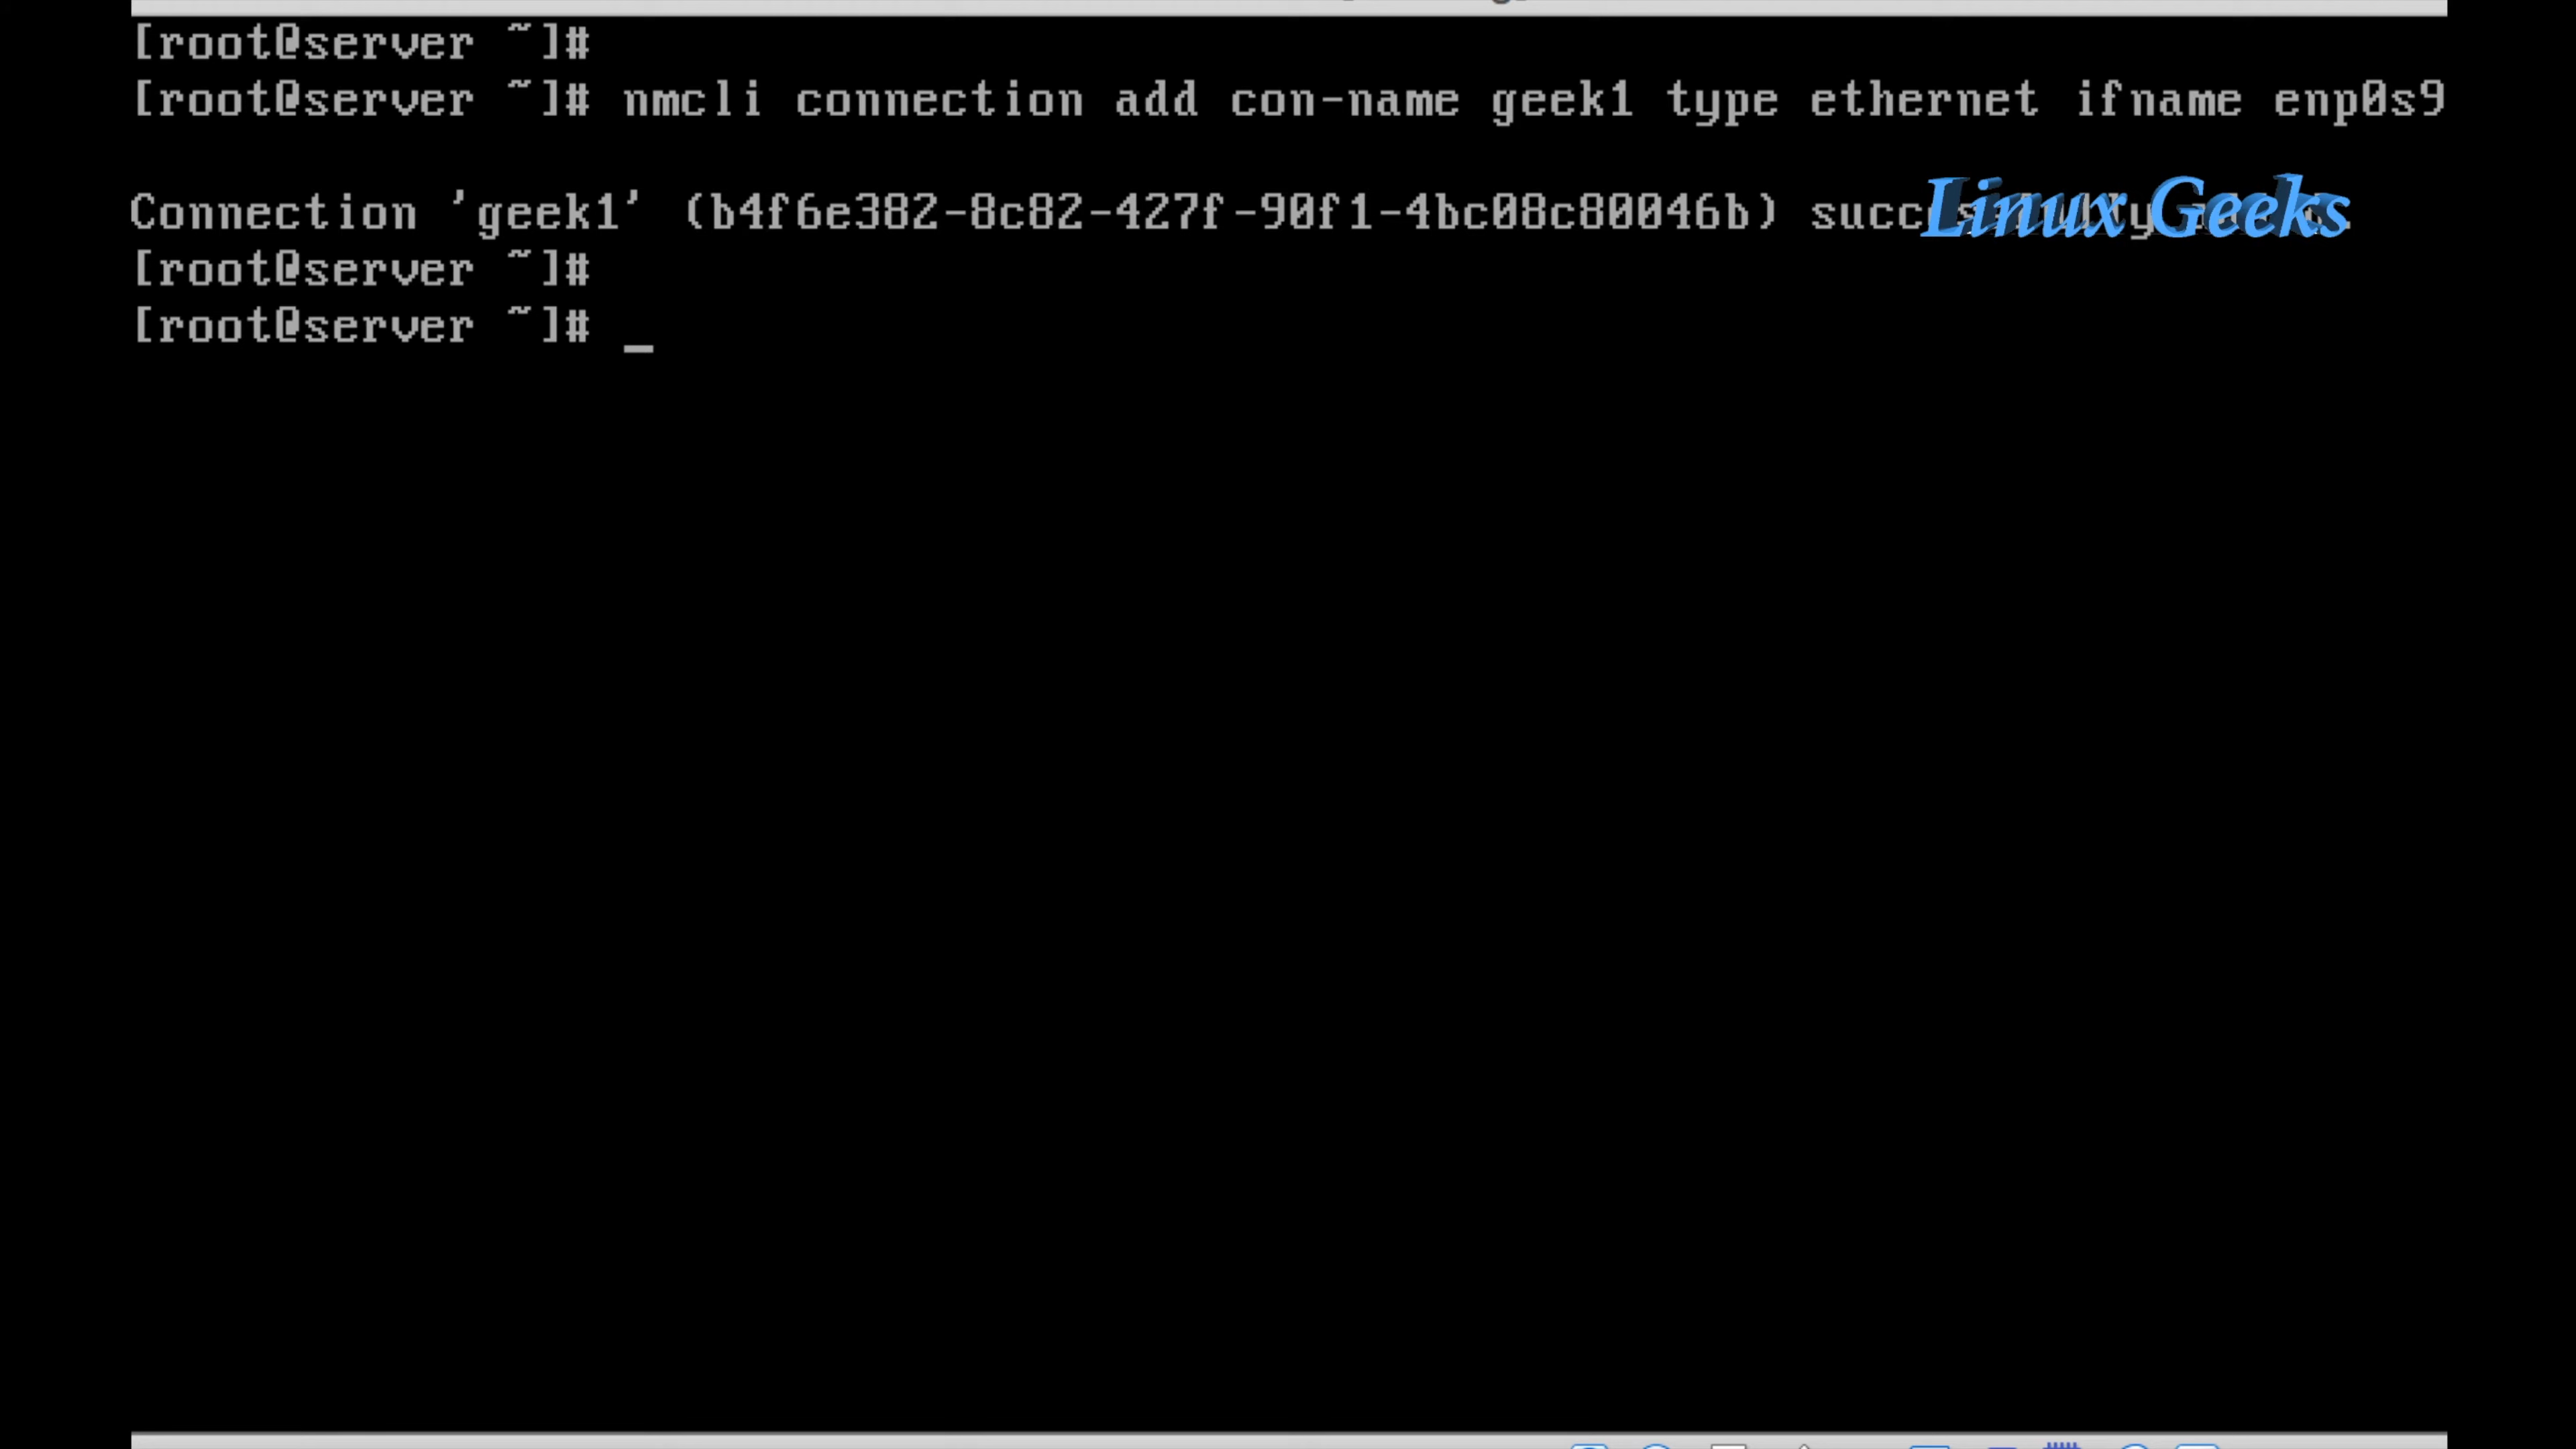 [root@server ~]#
[root@server ~]# nmcli connection add con-name geek1 type ethernet ifname enp0s9
Connection 'geek1' (b4f6e382-8c82-427f-90f1-4bc08c80046b)
Linux Geeks
[root@server ~]#
[root@server ~]# _